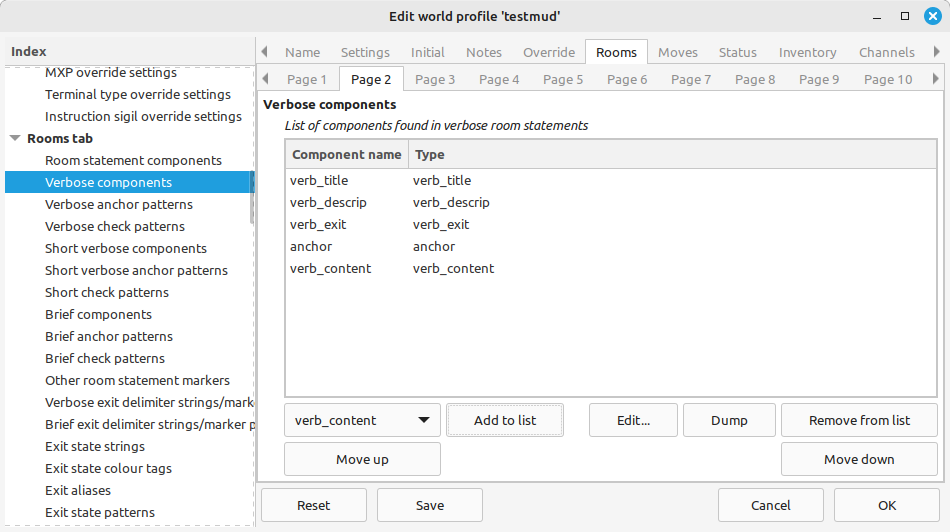 Edit world profile 'testmud'
Index
MXP override settings
Terminal type override settings
Instruction sigil override settings
Rooms tab
Room statement components
Verbose components
Verbose anchor patterns
Verbose check patterns
Short verbose components
Short verbose anchor patterns
Short check patterns
Brief components
Brief anchor patterns
Brief check patterns
Other room statement markers
Verbose exit delimiter strings/mark
Brief exit delimiter strings/marker p
Exit state strings
Exit state colour tags
Exit aliases
Exit state patterns
Name Settings Initial Notes Override Rooms Moves Status Inventory Channels
Page 1 Page 2 Page 3 Page 4 Page 5 Page 6 Page 7 Page 8 Page 9 Page 10
Verbose components
List of components found in verbose room statements
Component name Type
verb_title verb_title
verb_descrip verb_descrip
verb_exit verb_exit
anchor anchor
verb_content verb_content
verb_content Add to list Edit... Dump Remove from list
Move up Move down
Reset Save Cancel OK